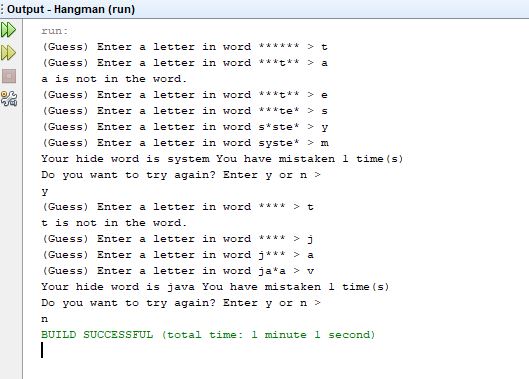 Output - Hangman (run)
run:
(Guess) Enter a letter in word ****** > t
(Guess) Enter a letter in word ***t** > a
a is not in the word.
(Guess) Enter a letter in word ***t** > e
(Guess) Enter a letter in word ***te* > s
(Guess) Enter a letter in word s*ste* > y
(Guess) Enter a letter in word syste* > m
Your hide word is system You have mistaken 1 time(s)
Do you want to try again? Enter y or n >
y
(Guess) Enter a letter in word **** > t
t is not in the word.
(Guess) Enter a letter in word **** > j
(Guess) Enter a letter in word j*** > a
(Guess) Enter a letter in word ja*a > v
Your hide word is java You have mistaken 1 time(s)
Do you want to try again? Enter y or n >
n
BUILD SUCCESSFUL (total time: 1 minute 1 second)